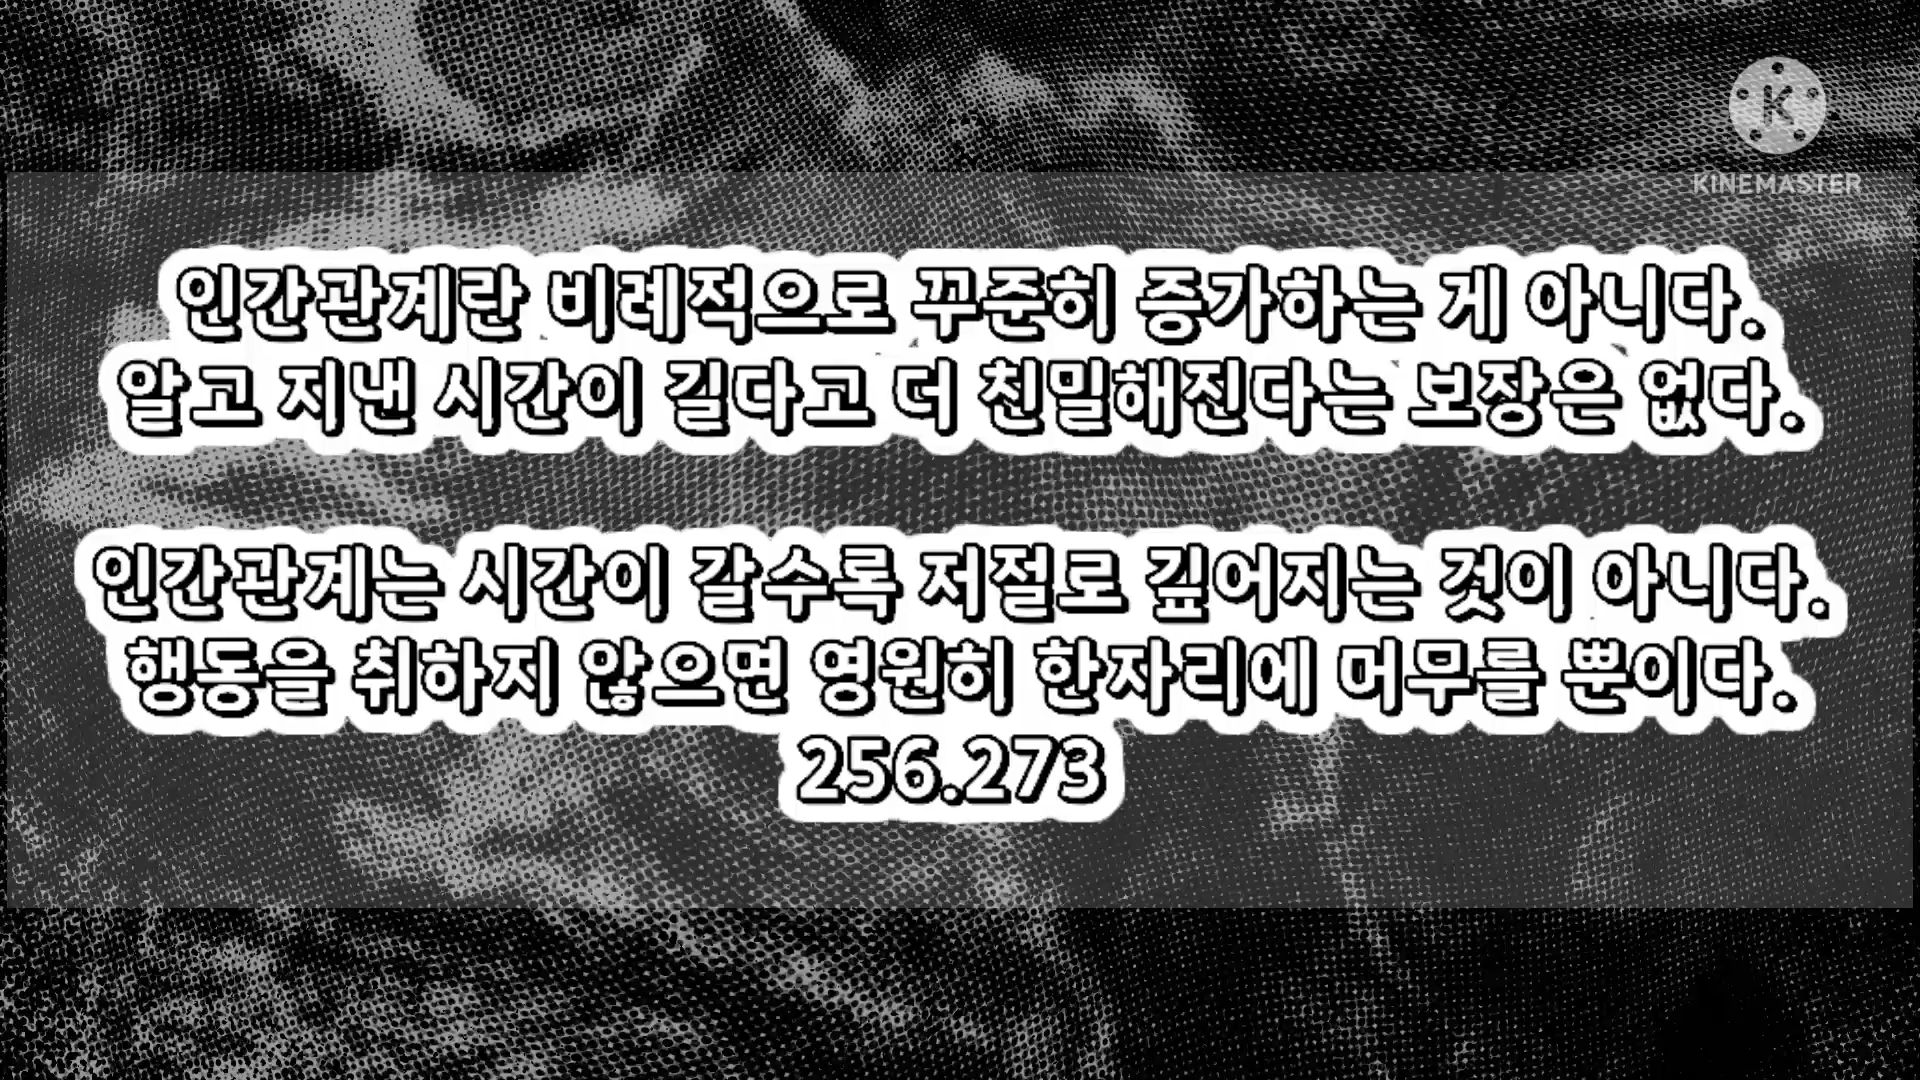 KINEMASTER
인간관계란 비례적으로 꾸준히 증가하는 게 아니다.
알고 지낸 시간이 길다고 더 친밀해진다는 보장은 없다.
인간관계는 시간이 갈수록 저절로 깊어지는 것이 아니다.
행동을 취하지 않으면 영원히 한자리에 머무를 뿐이다.
256.273